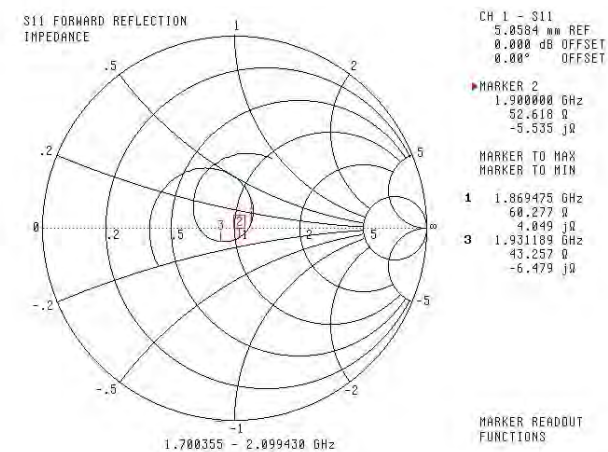 S11 FORWARD REFLECTION
IMPEDANCE
CH 1 - S11
5.0584 mm REF
0.000 dB OFFSET
0.00° OFFSET
▶MARKER 2
1.900000 GHz
52.618 Ω
-5.535 jΩ
MARKER TO MAX
MARKER TO MIN
1 1.869475 GHz
60.277 Ω
4.049 jΩ
3 1.931189 GHz
43.257 Ω
-6.479 jΩ
MARKER READOUT
FUNCTIONS
1
.5
2
.2
5
0
.2
.5
3
2
1
2
5
∞
-.2
-5
-.5
-2
-1
1.700355 - 2.099430 GHz